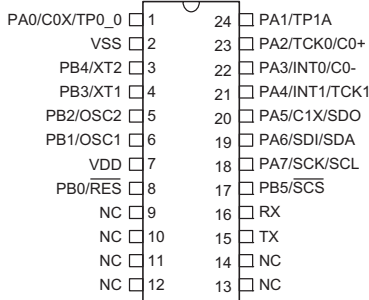 PA0/C0X/TP0_0 1 24 PA1/TP1A
VSS 2 23 PA2/TCK0/C0+
PB4/XT2 3 22 PA3/INT0/C0-
PB3/XT1 4 21 PA4/INT1/TCK1
PB2/OSC2 5 20 PA5/C1X/SDO
PB1/OSC1 6 19 PA6/SDI/SDA
VDD 7 18 PA7/SCK/SCL
PB0/R̅E̅S̅ 8 17 PB5/S̅C̅S̅
NC 9 16 RX
NC 10 15 TX
NC 11 14 NC
NC 12 13 NC